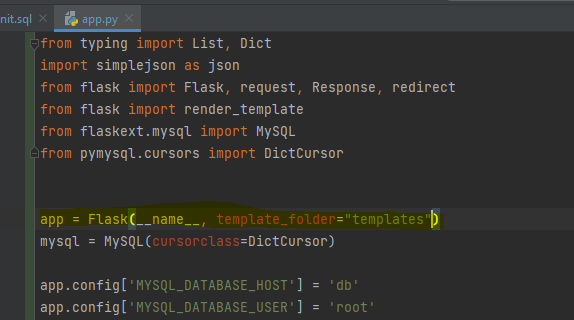 nit.sql × app.py ×
from typing import List, Dict
import simplejson as json
from flask import Flask, request, Response, redirect
from flask import render_template
from flaskext.mysql import MySQL
from pymysql.cursors import DictCursor
app = Flask(__name__, template_folder="templates")
mysql = MySQL(cursorclass=DictCursor)
app.config['MYSQL_DATABASE_HOST'] = 'db'
app.config['MYSQL_DATABASE_USER'] = 'root'